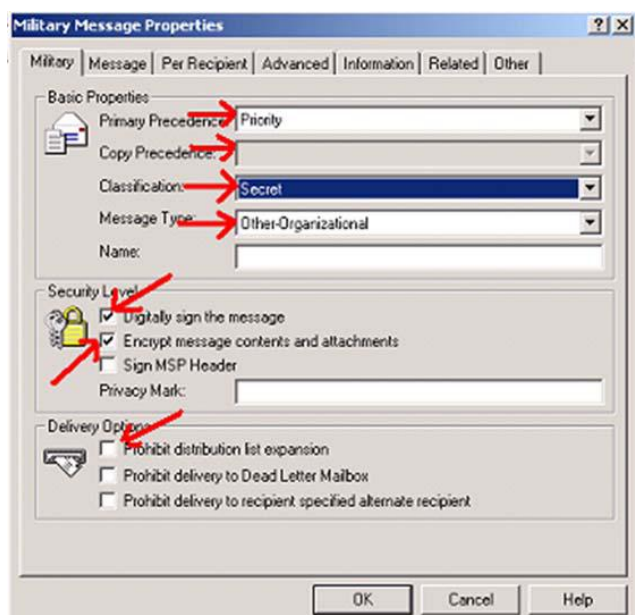 Military Message Properties
Military Message Per Recipient Advanced Information Related Other
Basic Properties
Primary Precedence: Priority
Copy Precedence:
Classification: Secret
Message Type: Other-Organizational
Name:
Security Level
Digitally sign the message
Encrypt message contents and attachments
Sign MSP Header
Privacy Mark:
Delivery Options
Prohibit distribution list expansion
Prohibit delivery to Dead Letter Mailbox
Prohibit delivery to recipient specified alternate recipient
OK Cancel Help